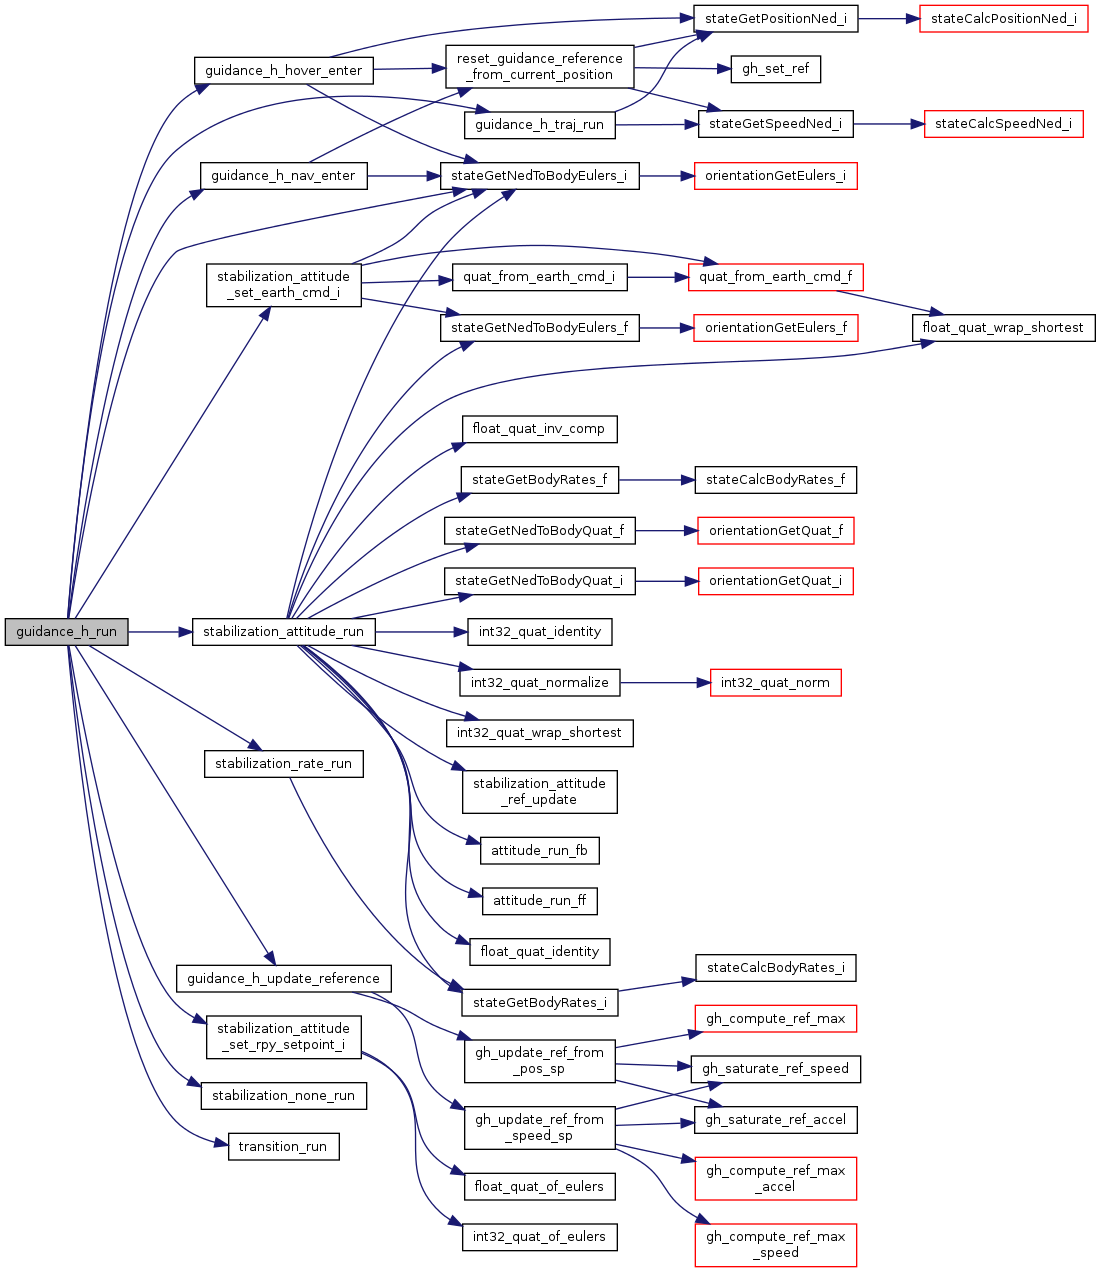 stateGetPositionNed_i
stateCalcPositionNed_i
guidance_h_hover_enter
reset_guidance_reference
_from_current_position
gh_set_ref
guidance_h_traj_run
stateGetSpeedNed_i
stateCalcSpeedNed_i
guidance_h_nav_enter
stateGetNedToBodyEulers_i
orientationGetEulers_i
stabilization_attitude
_set_earth_cmd_i
quat_from_earth_cmd_i
quat_from_earth_cmd_f
stateGetNedToBodyEulers_f
orientationGetEulers_f
float_quat_wrap_shortest
float_quat_inv_comp
stateGetBodyRates_f
stateCalcBodyRates_f
stateGetNedToBodyQuat_f
orientationGetQuat_f
stateGetNedToBodyQuat_i
orientationGetQuat_i
guidance_h_run
stabilization_attitude_run
int32_quat_identity
int32_quat_normalize
int32_quat_norm
int32_quat_wrap_shortest
stabilization_rate_run
stabilization_attitude
_ref_update
attitude_run_fb
attitude_run_ff
float_quat_identity
guidance_h_update_reference
stateGetBodyRates_i
stateCalcBodyRates_i
stabilization_attitude
_set_rpy_setpoint_i
gh_update_ref_from
_pos_sp
gh_compute_ref_max
gh_saturate_ref_speed
stabilization_none_run
gh_update_ref_from
_speed_sp
gh_saturate_ref_accel
transition_run
gh_compute_ref_max
_accel
float_quat_of_eulers
int32_quat_of_eulers
gh_compute_ref_max
_speed